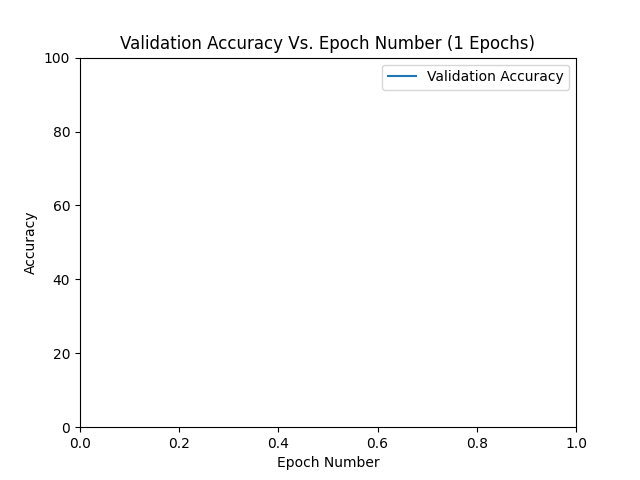 Validation Accuracy Vs. Epoch Number (1 Epochs)
Validation Accuracy
100
80
60
40
20
0
Accuracy
0.0 0.2 0.4 0.6 0.8 1.0
Epoch Number